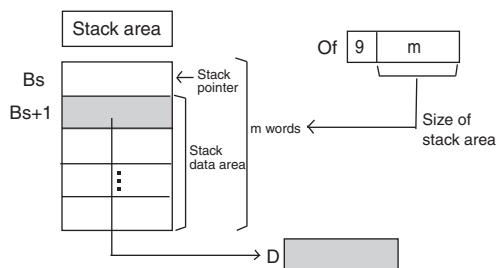 Stack area
Of 9 m
Bs
Stack
pointer
Bs+1
Stack
data area
m words
Size of
stack area
D